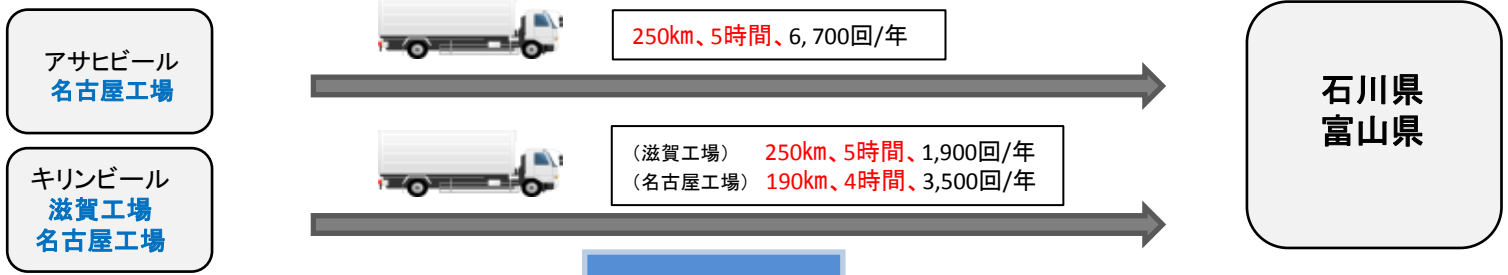 アサヒビール
名古屋工場
250km、5時間、6,700回/年
キリンビール
滋賀工場
名古屋工場
（滋賀工場） 250km、5時間、1,900回/年
（名古屋工場） 190km、4時間、3,500回/年
石川県
富山県